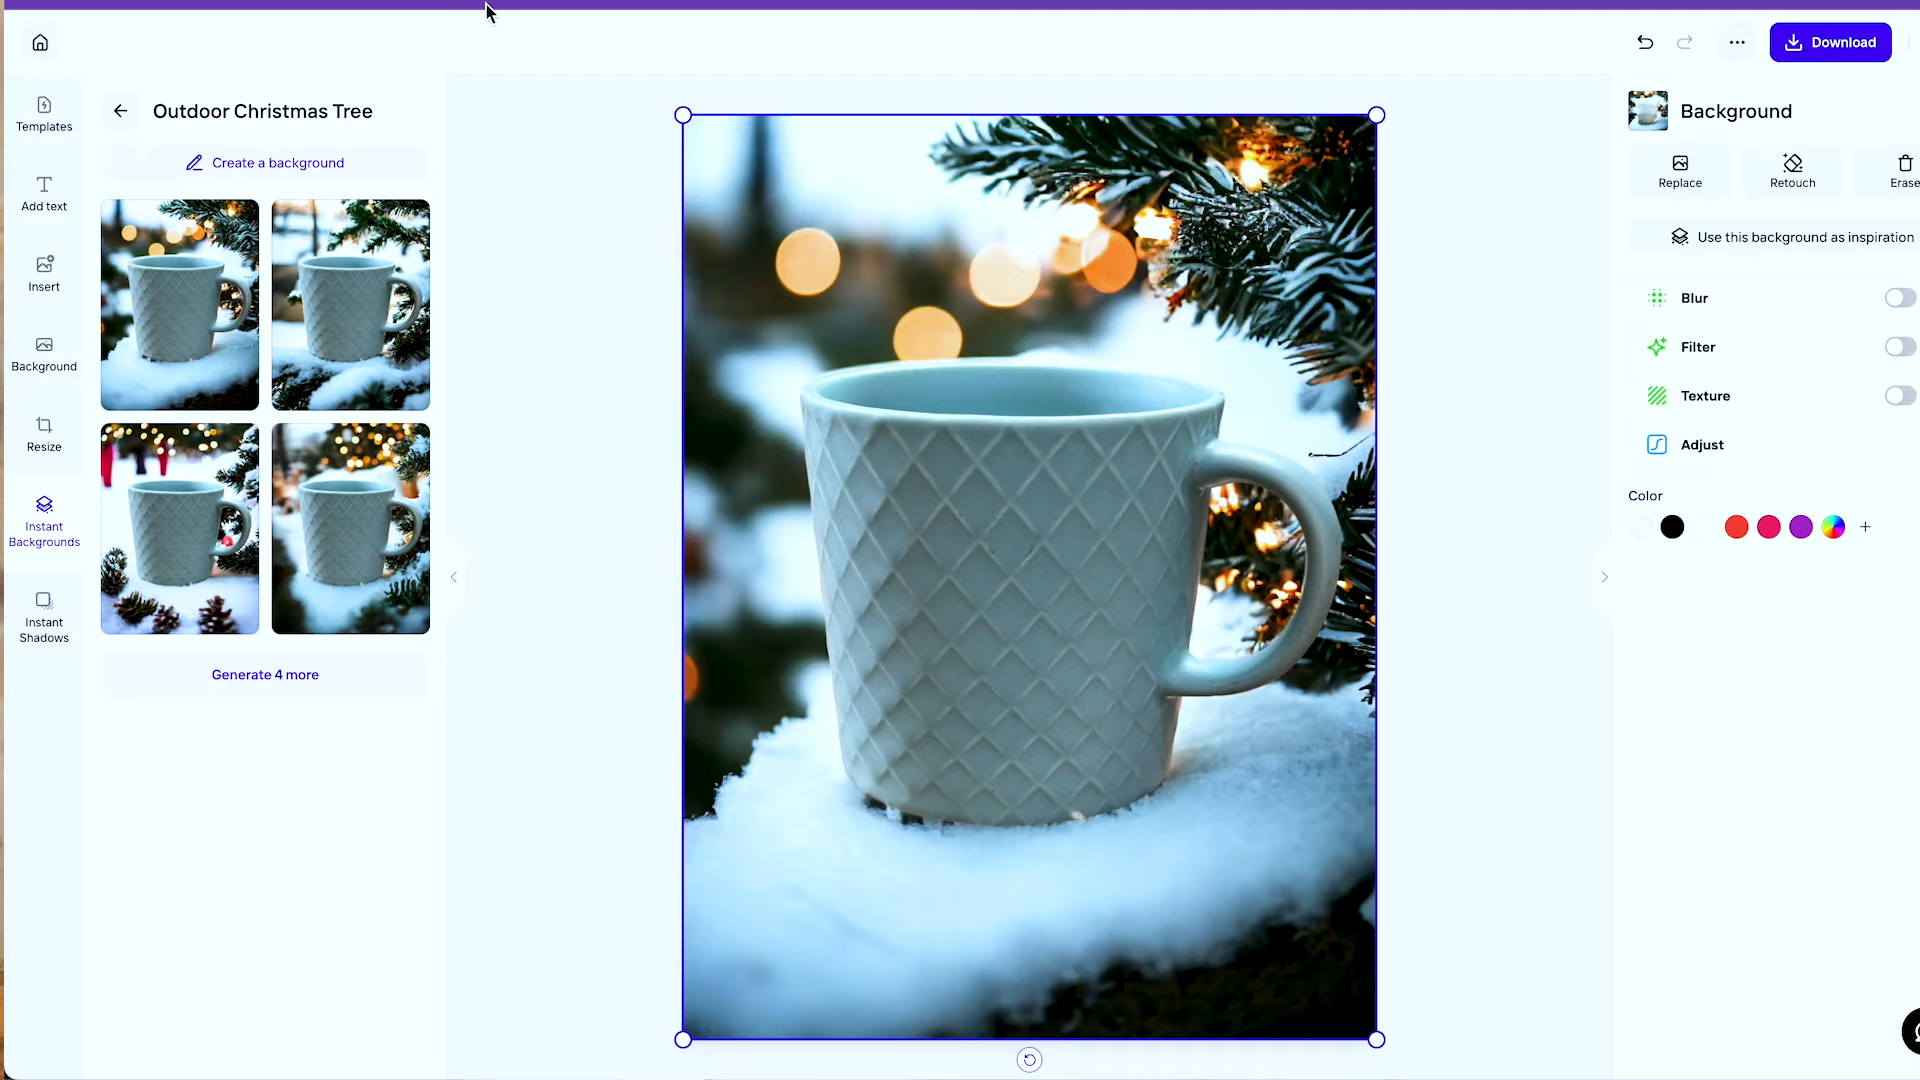 Download
Templates
Add text
Insert
Background
Resize
Instant
Backgrounds
Instant
Shadows
Outdoor Christmas Tree
Create a background
Generate 4 more
Background
Replace
Retouch
Erase
Use this background as inspiration
Blur
Filter
Texture
Adjust
Color